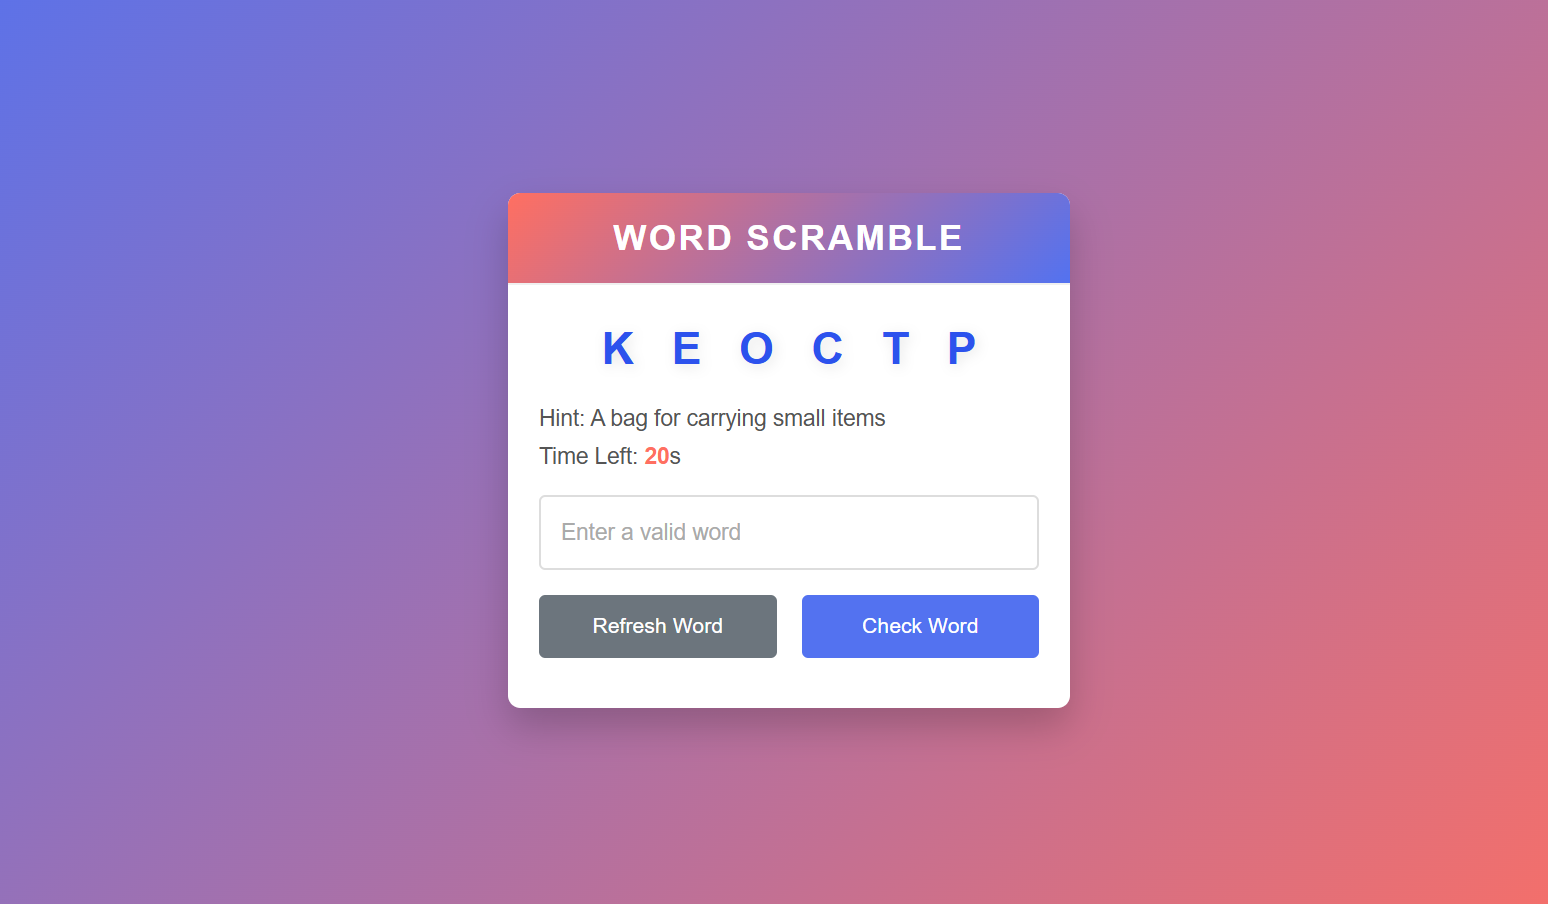 WORD SCRAMBLE
K E O C T P
Hint: A bag for carrying small items
Time Left: 20s
Enter a valid word
Refresh Word Check Word